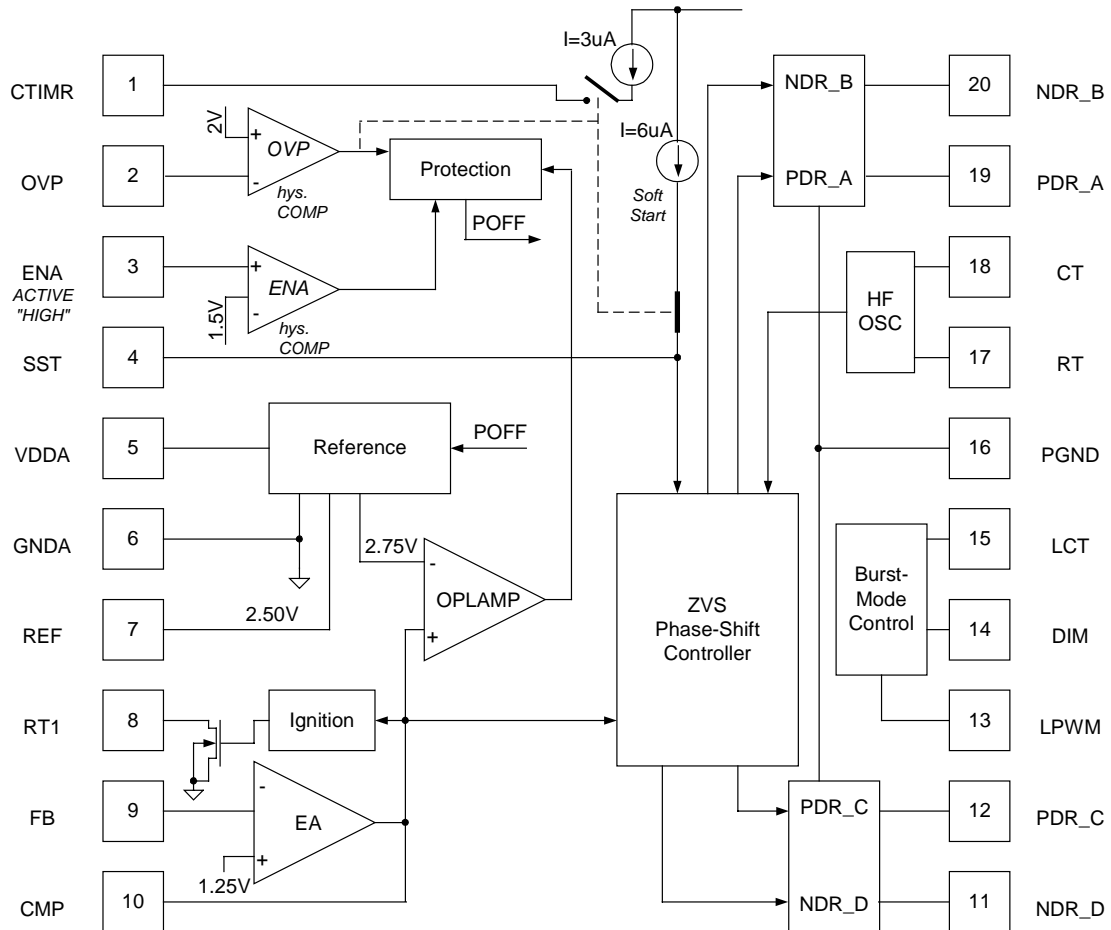 I=3uA
CTIMR
1
NDR_B
20
NDR_B
2V
+
OVP
-
hys.
COMP
I=6uA
OVP
2
Protection
PDR_A
19
PDR_A
Soft
Start
POFF
ENA
ACTIVE
"HIGH"
3
+
ENA
-
1.5V
hys.
COMP
HF
OSC
18
CT
SST
4
17
RT
VDDA
5
Reference
POFF
16
PGND
GNDA
6
2.75V
-
OPLAMP
+
ZVS
Phase-Shift
Controller
Burst-
Mode
Control
15
LCT
REF
7
2.50V
14
DIM
RT1
8
Ignition
13
LPWM
FB
9
-
EA
+
1.25V
PDR_C
12
PDR_C
CMP
10
NDR_D
11
NDR_D